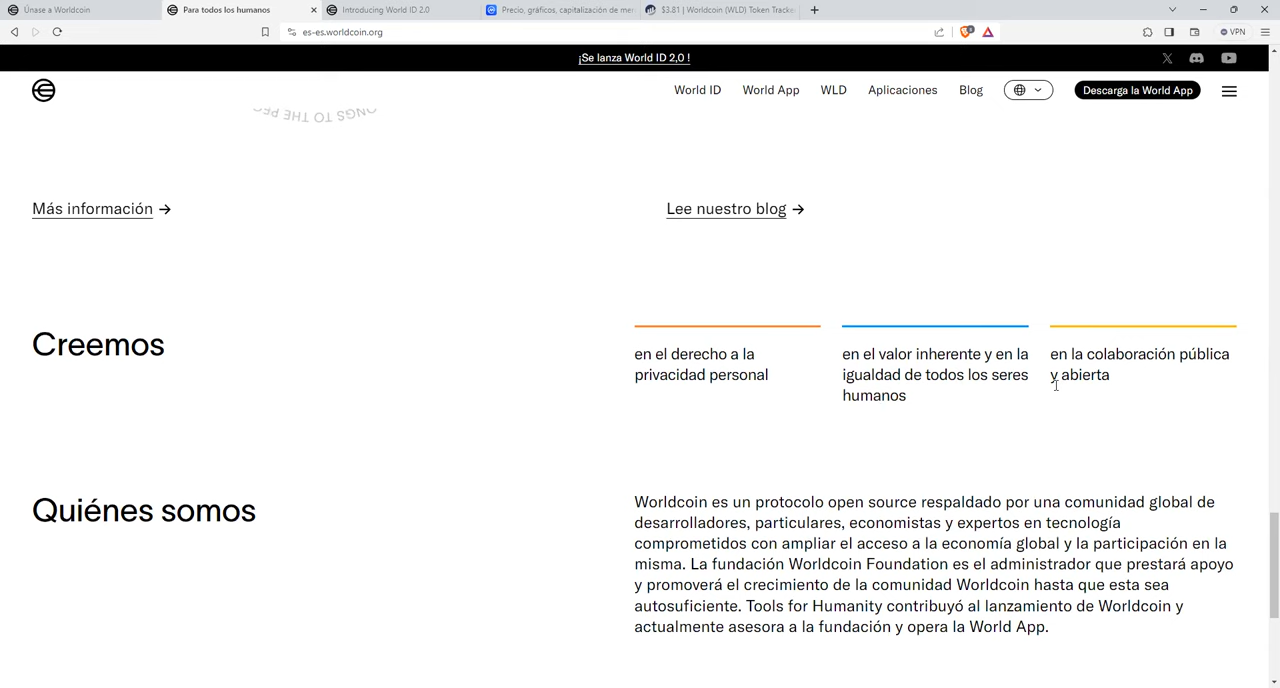 Únase a Worldcoin
Para todos los humanos
Introducing World ID 2.0
Precio, gráficos, capitalización de mer
$3.81 | Worldcoin (WLD) Token Tracke
es-es.worldcoin.org
VPN
¡Se lanza World ID 2,0 !
World ID
World App
WLD
Aplicaciones
Blog
Descarga la World App
ONGS TO THE PEO
Más información →
Lee nuestro blog →
Creemos
en el derecho a la
privacidad personal
en el valor inherente y en la
igualdad de todos los seres
humanos
en la colaboración pública
y abierta
Quiénes somos
Worldcoin es un protocolo open source respaldado por una comunidad global de
desarrolladores, particulares, economistas y expertos en tecnología
comprometidos con ampliar el acceso a la economía global y la participación en la
misma. La fundación Worldcoin Foundation es el administrador que prestará apoyo
y promoverá el crecimiento de la comunidad Worldcoin hasta que esta sea
autosuficiente. Tools for Humanity contribuyó al lanzamiento de Worldcoin y
actualmente asesora a la fundación y opera la World App.